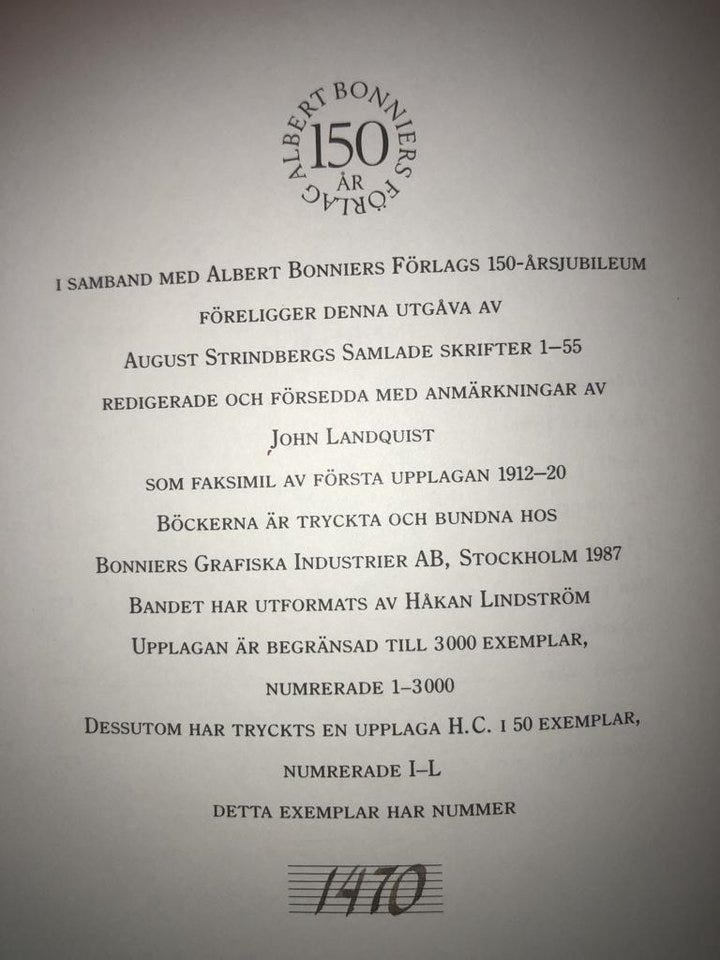 ALBERT BONNIERS FÖRLAG
150
ÅR
I SAMBAND MED ALBERT BONNIERS FÖRLAGS 150-ÅRSJUBILEUM
FÖRELIGGER DENNA UTGÅVA AV
AUGUST STRINDBERGS SAMLADE SKRIFTER 1–55
REDIGERADE OCH FÖRSEDDA MED ANMÄRKNINGAR AV
JOHN LANDQUIST
SOM FAKSIMIL AV FÖRSTA UPPLAGAN 1912–20
BÖCKERNA ÄR TRYCKTA OCH BUNDNA HOS
BONNIERS GRAFISKA INDUSTRIER AB, STOCKHOLM 1987
BANDET HAR UTFORMATS AV HÅKAN LINDSTRÖM
UPPLAGAN ÄR BEGRÄNSAD TILL 3000 EXEMPLAR,
NUMRERADE 1–3000
DESSUTOM HAR TRYCKTS EN UPPLAGA H.C. I 50 EXEMPLAR,
NUMRERADE I–L
DETTA EXEMPLAR HAR NUMMER
1470